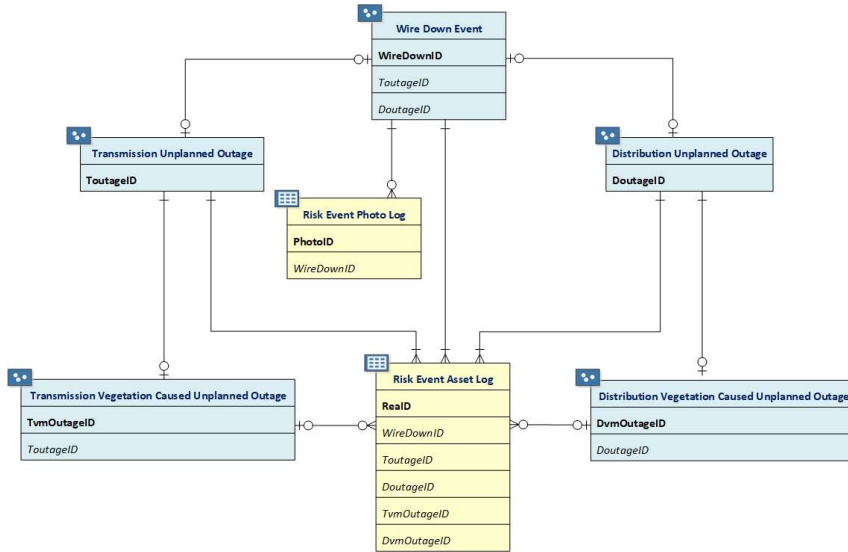 Wire Down Event
WireDownID
ToutageID
DoutageID
Transmission Unplanned Outage
ToutageID
Distribution Unplanned Outage
DoutageID
Risk Event Photo Log
PhotoID
WireDownID
Transmission Vegetation Caused Unplanned Outage
TvmOutageID
ToutageID
Risk Event Asset Log
ReaID
WireDownID
ToutageID
DoutageID
TvmOutageID
DvmOutageID
Distribution Vegetation Caused Unplanned Outage
DvmOutageID
DoutageID